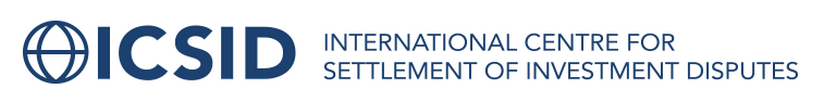 ICSID
INTERNATIONAL CENTRE FOR
SETTLEMENT OF INVESTMENT DISPUTES